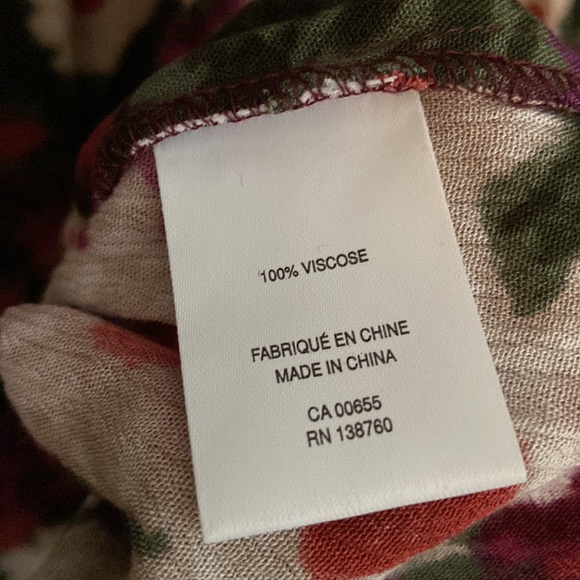 100% VISCOSE
FABRIQUÉ EN CHINE
MADE IN CHINA
CA 00655
RN 138760